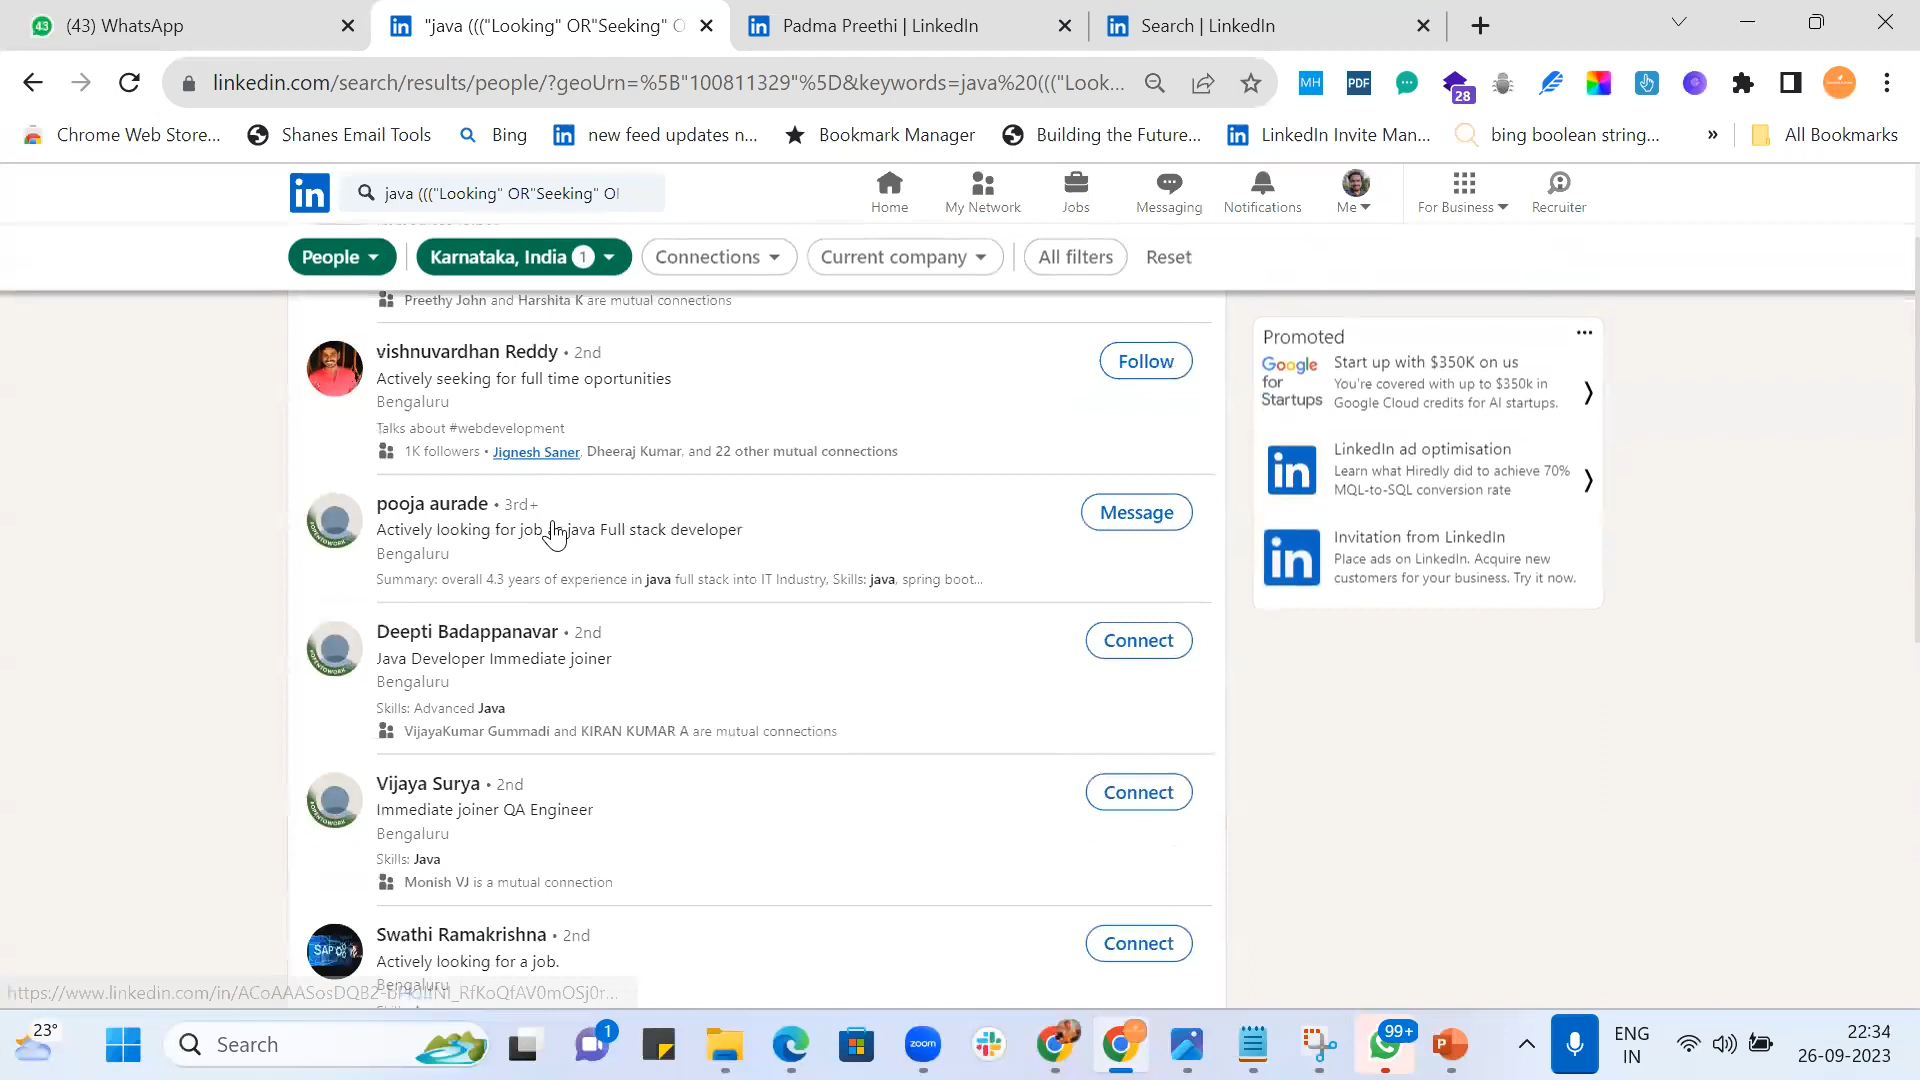 43 (43) WhatsApp
"java ((("Looking" OR"Seeking" O
Padma Preethi | LinkedIn
Search | LinkedIn
linkedin.com/search/results/people/?geoUrn=%5B"100811329"%5D&keywords=java%20((("Look...
MH
PDF
28
Chrome Web Store...
Shanes Email Tools
Bing
new feed updates n...
Bookmark Manager
Building the Future...
LinkedIn Invite Man...
bing boolean string...
»
All Bookmarks
in
java ((("Looking" OR"Seeking" O
Home
My Network
Jobs
Messaging
Notifications
Me
For Business
Recruiter
People
Karnataka, India 1
Connections
Current company
All filters
Reset
Preethy John and Harshita K are mutual connections
vishnuvardhan Reddy • 2nd
Follow
Actively seeking for full time oportunities
Bengaluru
Talks about #webdevelopment
1K followers • Jignesh Saner, Dheeraj Kumar, and 22 other mutual connections
pooja aurade • 3rd+
Message
Actively looking for job in java Full stack developer
Bengaluru
Summary: overall 4.3 years of experience in java full stack into IT Industry, Skills: java, spring boot...
Deepti Badappanavar • 2nd
Connect
Java Developer Immediate joiner
Bengaluru
Skills: Advanced Java
VijayaKumar Gummadi and KIRAN KUMAR A are mutual connections
Vijaya Surya • 2nd
Connect
Immediate joiner QA Engineer
Bengaluru
Skills: Java
Monish VJ is a mutual connection
Swathi Ramakrishna • 2nd
Connect
Actively looking for a job.
Bengaluru
Promoted
Google for Startups
Start up with $350K on us
You're covered with up to $350k in
Google Cloud credits for AI startups.
in
LinkedIn ad optimisation
Learn what Hiredly did to achieve 70%
MQL-to-SQL conversion rate
in
Invitation from LinkedIn
Place ads on LinkedIn. Acquire new
customers for your business. Try it now.
23°
Search
1
zoom
99+
P
ENG
IN
22:34
26-09-2023